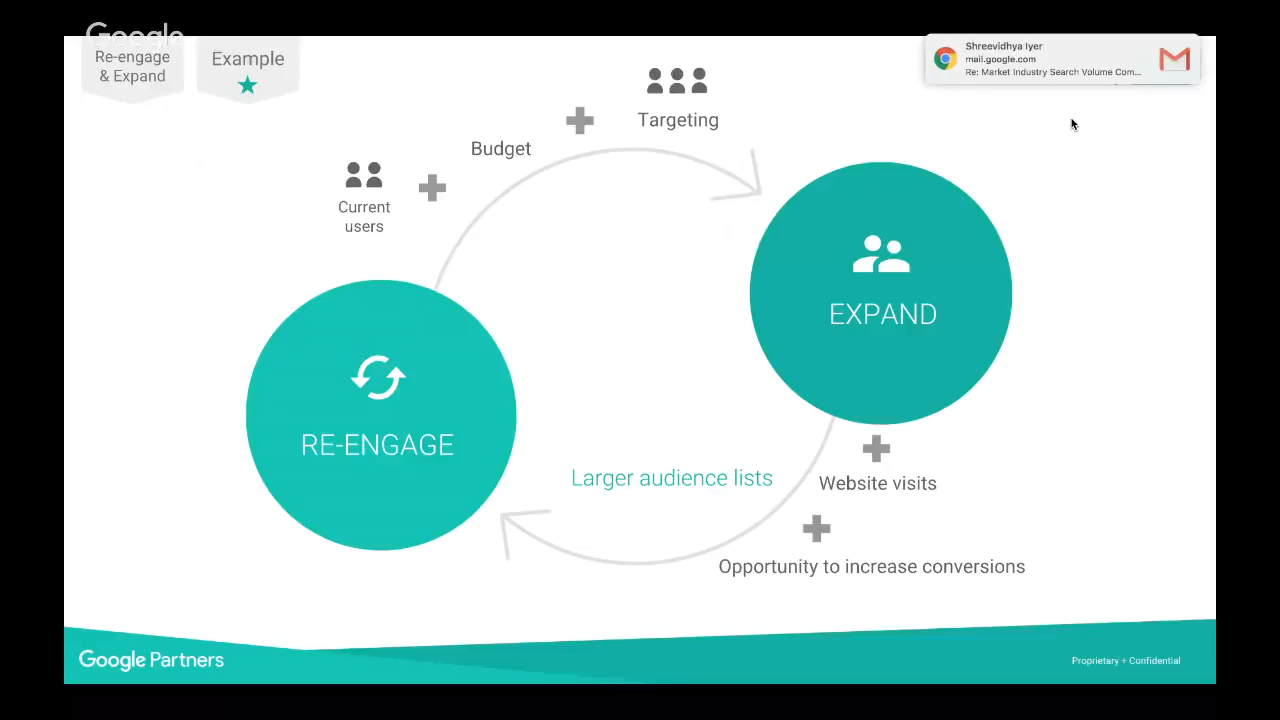 Google
Re-engage
& Expand
Example
Shreevidhya Iyer
mail.google.com
Re: Market Industry Search Volume Com...
Targeting
Budget
Current
users
EXPAND
RE-ENGAGE
Larger audience lists
Website visits
Opportunity to increase conversions
Google Partners
Proprietary + Confidential